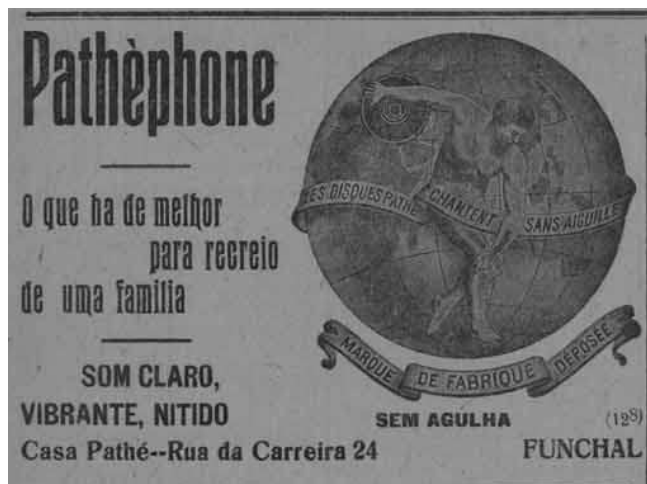 Pathèphone
O que ha de melhor
para recreio
de uma familia
SOM CLARO,
VIBRANTE, NITIDO
LES DISQUES PATHÉ CHANTENT SANS AIGUILLE
MARQUE DE FABRIQUE DÉPOSÉE
SEM AGULHA
(128)
Casa Pathé--Rua da Carreira 24
FUNCHAL